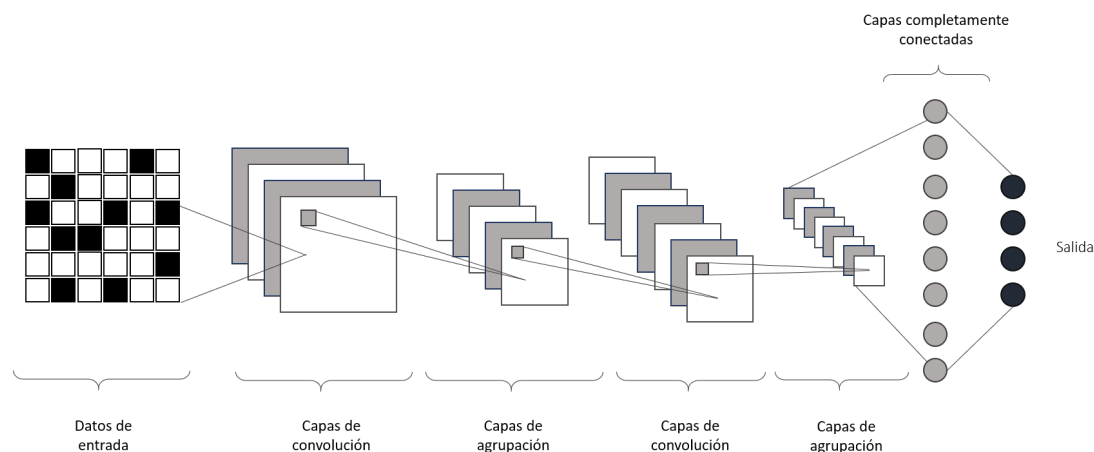 Capas completamente
conectadas
Salida
Datos de
entrada
Capas de
convolución
Capas de
agrupación
Capas de
convolución
Capas de
agrupación